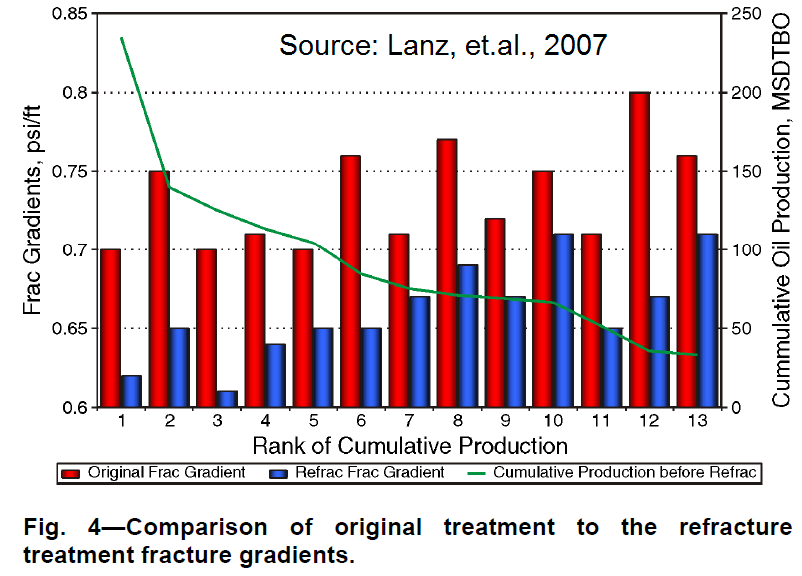 Source: Lanz, et.al., 2007
Frac Gradients, psi/ft
0.85
0.8
0.75
0.7
0.65
0.6
250
200
150
100
50
0
Cummulative Oil Production, MSDTBO
1 2 3 4 5 6 7 8 9 10 11 12 13
Rank of Cumulative Production
Original Frac Gradient Refrac Frac Gradient Cumulative Production before Refrac
Fig. 4—Comparison of original treatment to the refracture
treatment fracture gradients.